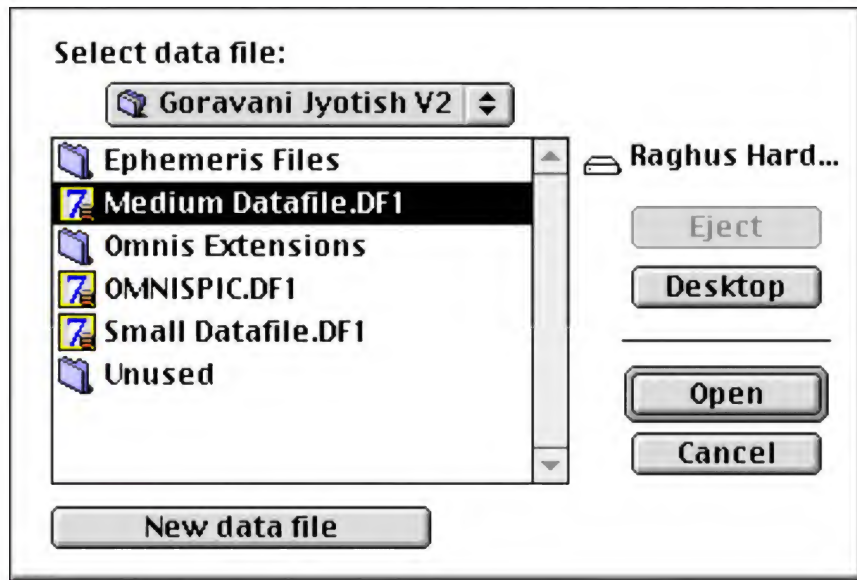 Select data file:
Goravani Jyotish V2
Ephemeris Files
Medium Datafile.DF1
Omnis Extensions
OMNISPIC.DF1
Small Datafile.DF1
Unused
Raghus Hard...
Eject
Desktop
Open
Cancel
New data file